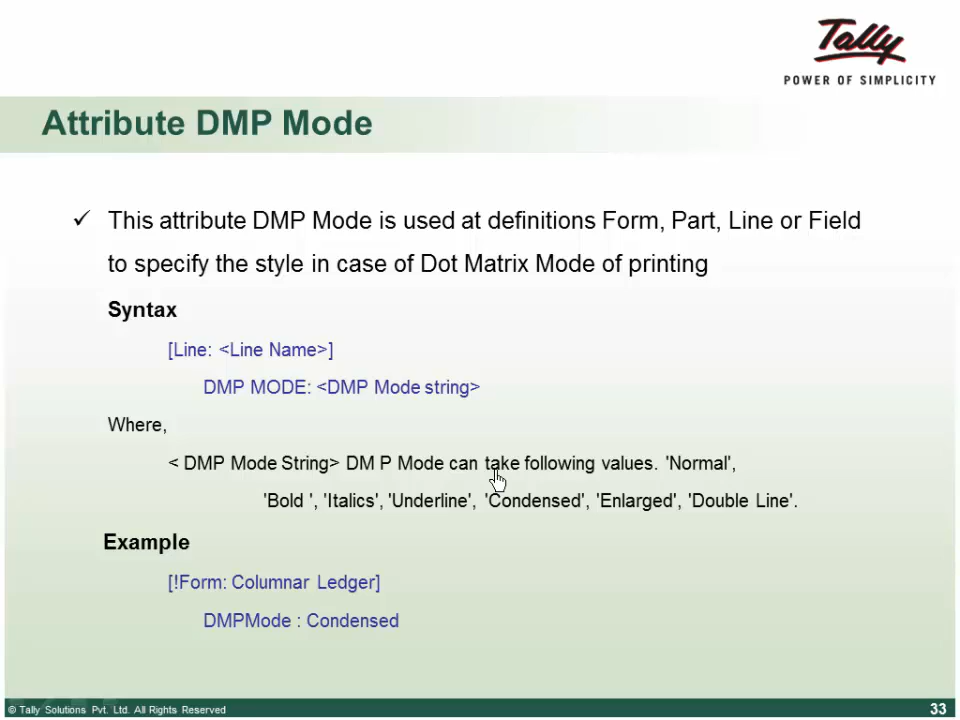 Tally
POWER OF SIMPLICITY
Attribute DMP Mode
✓ This attribute DMP Mode is used at definitions Form, Part, Line or Field
to specify the style in case of Dot Matrix Mode of printing
Syntax
[Line: <Line Name>]
DMP MODE: <DMP Mode string>
Where,
< DMP Mode String> DM P Mode can take following values. 'Normal',
'Bold ', 'Italics', 'Underline', 'Condensed', 'Enlarged', 'Double Line'.
Example
[!Form: Columnar Ledger]
DMPMode : Condensed
© Tally Solutions Pvt. Ltd. All Rights Reserved
33